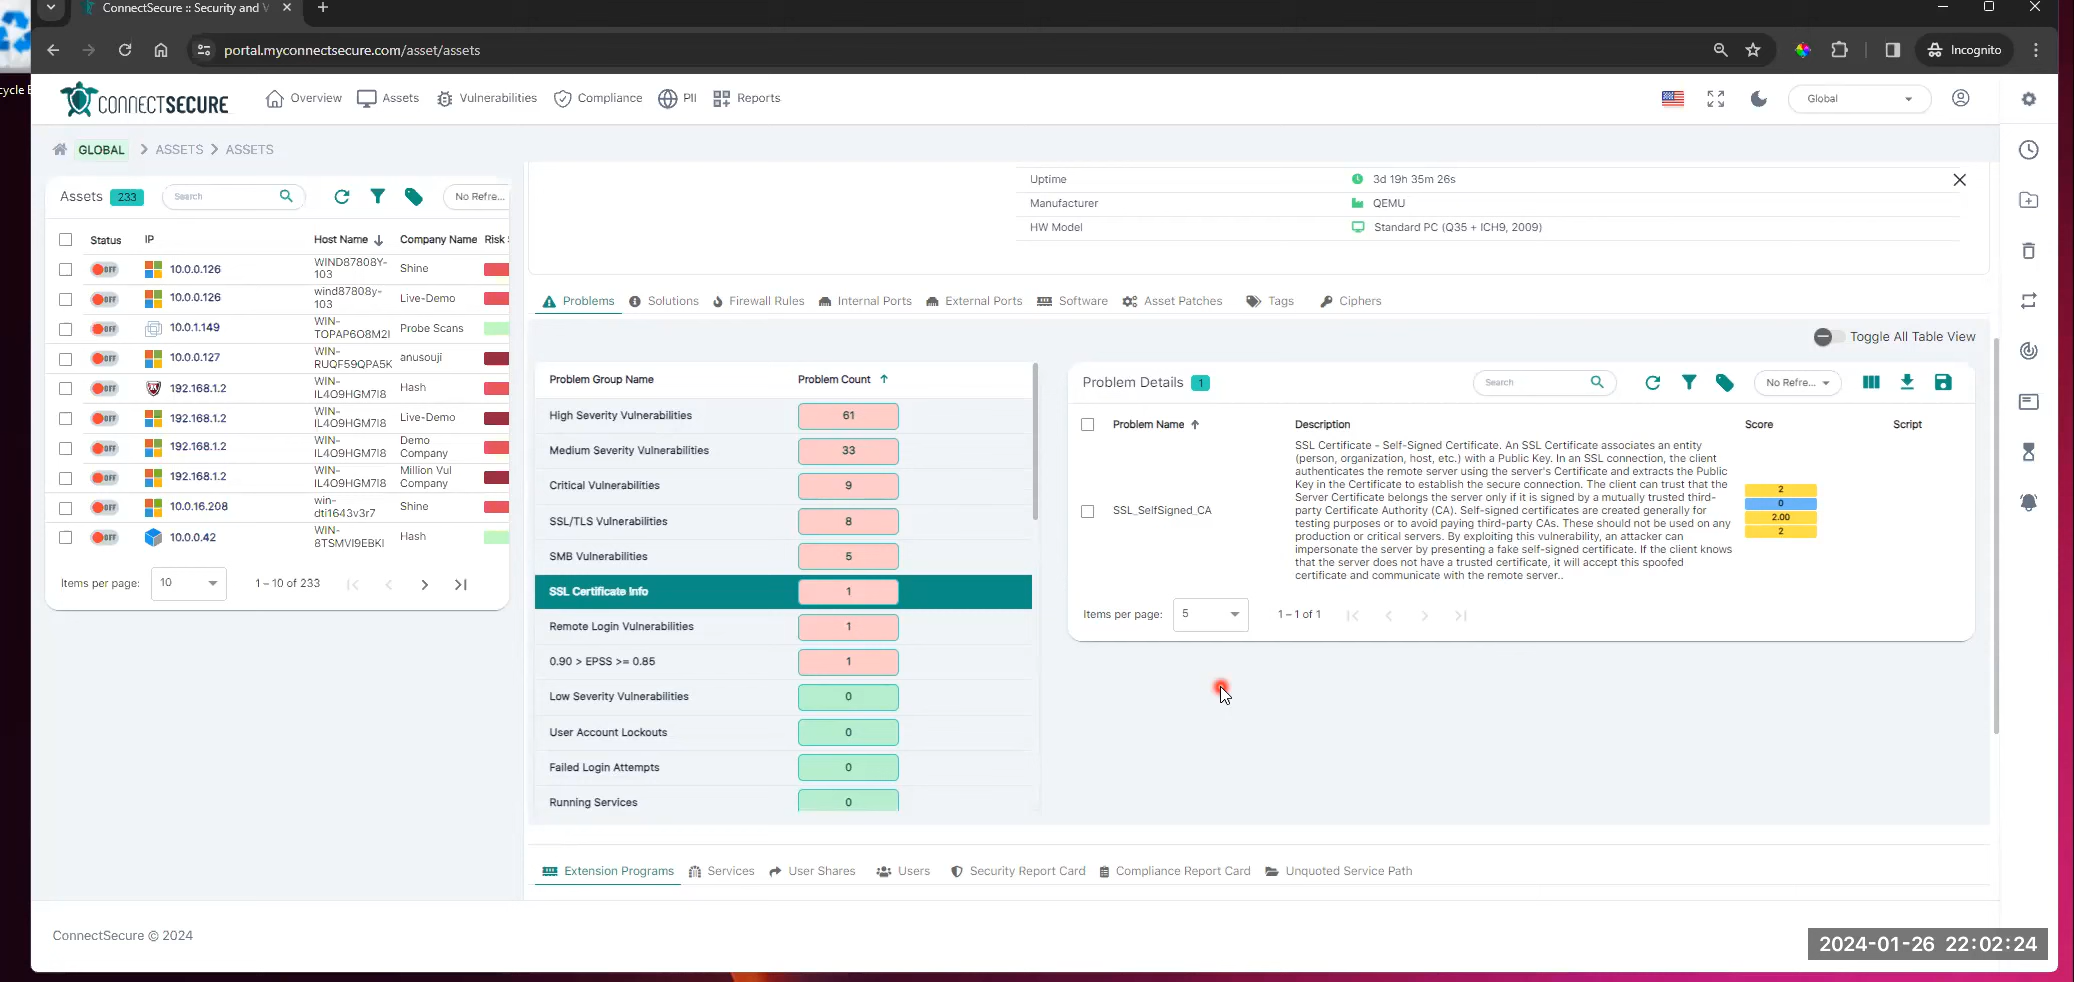 ConnectSecure :: Security and V
portal.myconnectsecure.com/asset/assets
Incognito
CONNECTSECURE
Overview
Assets
Vulnerabilities
Compliance
PII
Reports
Global
GLOBAL > ASSETS > ASSETS
Assets 233
Search
No Refre...
Status IP Host Name Company Name Risk
OFF 10.0.0.126 WIND87808Y-
103 Shine
OFF 10.0.0.126 wind87808y-
103 Live-Demo
OFF 10.0.1.149 WIN-
TOPAP6O8M2I Probe Scans
OFF 10.0.0.127 WIN-
RUQF59QPA5K anusouji
OFF 192.168.1.2 WIN-
IL4O9HGM7I8 Hash
OFF 192.168.1.2 WIN-
IL4O9HGM7I8 Live-Demo
OFF 192.168.1.2 WIN-
IL4O9HGM7I8 Demo
Company
OFF 192.168.1.2 WIN-
IL4O9HGM7I8 Million Vul
Company
OFF 10.0.16.208 win-
dti1643v3r7 Shine
OFF 10.0.0.42 WIN-
8TSMVI9EBKI Hash
Items per page: 10 1 – 10 of 233
Uptime 3d 19h 35m 26s
Manufacturer QEMU
HW Model Standard PC (Q35 + ICH9, 2009)
Problems Solutions Firewall Rules Internal Ports External Ports Software Asset Patches Tags Ciphers
Toggle All Table View
Problem Group Name Problem Count
High Severity Vulnerabilities 61
Medium Severity Vulnerabilities 33
Critical Vulnerabilities 9
SSL/TLS Vulnerabilities 8
SMB Vulnerabilities 5
SSL Certificate Info 1
Remote Login Vulnerabilities 1
0.90 > EPSS >= 0.85 1
Low Severity Vulnerabilities 0
User Account Lockouts 0
Failed Login Attempts 0
Running Services 0
Problem Details 1
Search
No Refre...
Problem Name Description Score Script
SSL_SelfSigned_CA
SSL Certificate - Self-Signed Certificate. An SSL Certificate associates an entity
(person, organization, host, etc.) with a Public Key. In an SSL connection, the client
authenticates the remote server using the server's Certificate and extracts the Public
Key in the Certificate to establish the secure connection. The client can trust that the
Server Certificate belongs the server only if it is signed by a mutually trusted third-
party Certificate Authority (CA). Self-signed certificates are created generally for
testing purposes or to avoid paying third-party CAs. These should not be used on any
production or critical servers. By exploiting this vulnerability, an attacker can
impersonate the server by presenting a fake self-signed certificate. If the client knows
that the server does not have a trusted certificate, it will accept this spoofed
certificate and communicate with the remote server..
2
0
2.00
2
Items per page: 5 1 – 1 of 1
Extension Programs Services User Shares Users Security Report Card Compliance Report Card Unquoted Service Path
ConnectSecure © 2024
2024-01-26 22:02:24